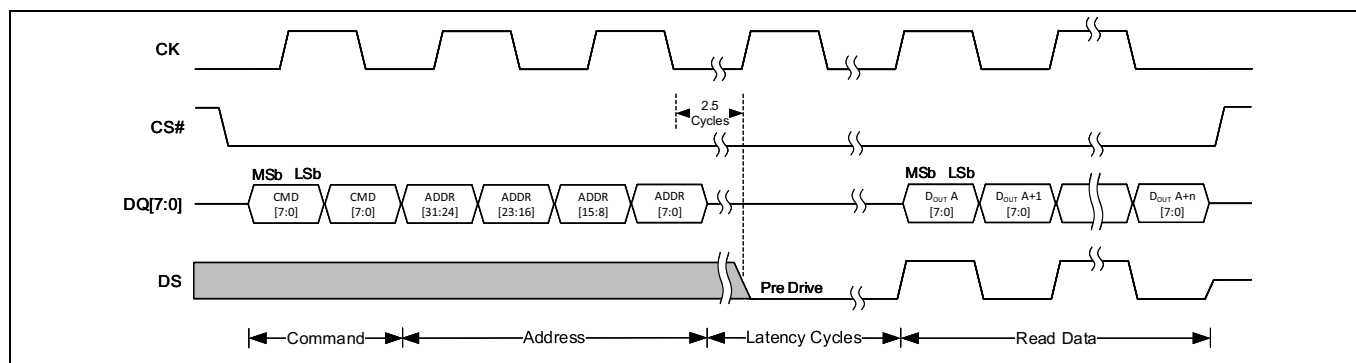 CK
2.5
Cycles
CS#
MSb LSb
MSb LSb
DQ[7:0]
CMD
[7:0]
CMD
[7:0]
ADDR
[31:24]
ADDR
[23:16]
ADDR
[15:8]
ADDR
[7:0]
DOUT A
[7:0]
DOUT A+1
[7:0]
DOUT A+n
[7:0]
DS
Pre Drive
Command
Address
Latency Cycles
Read Data